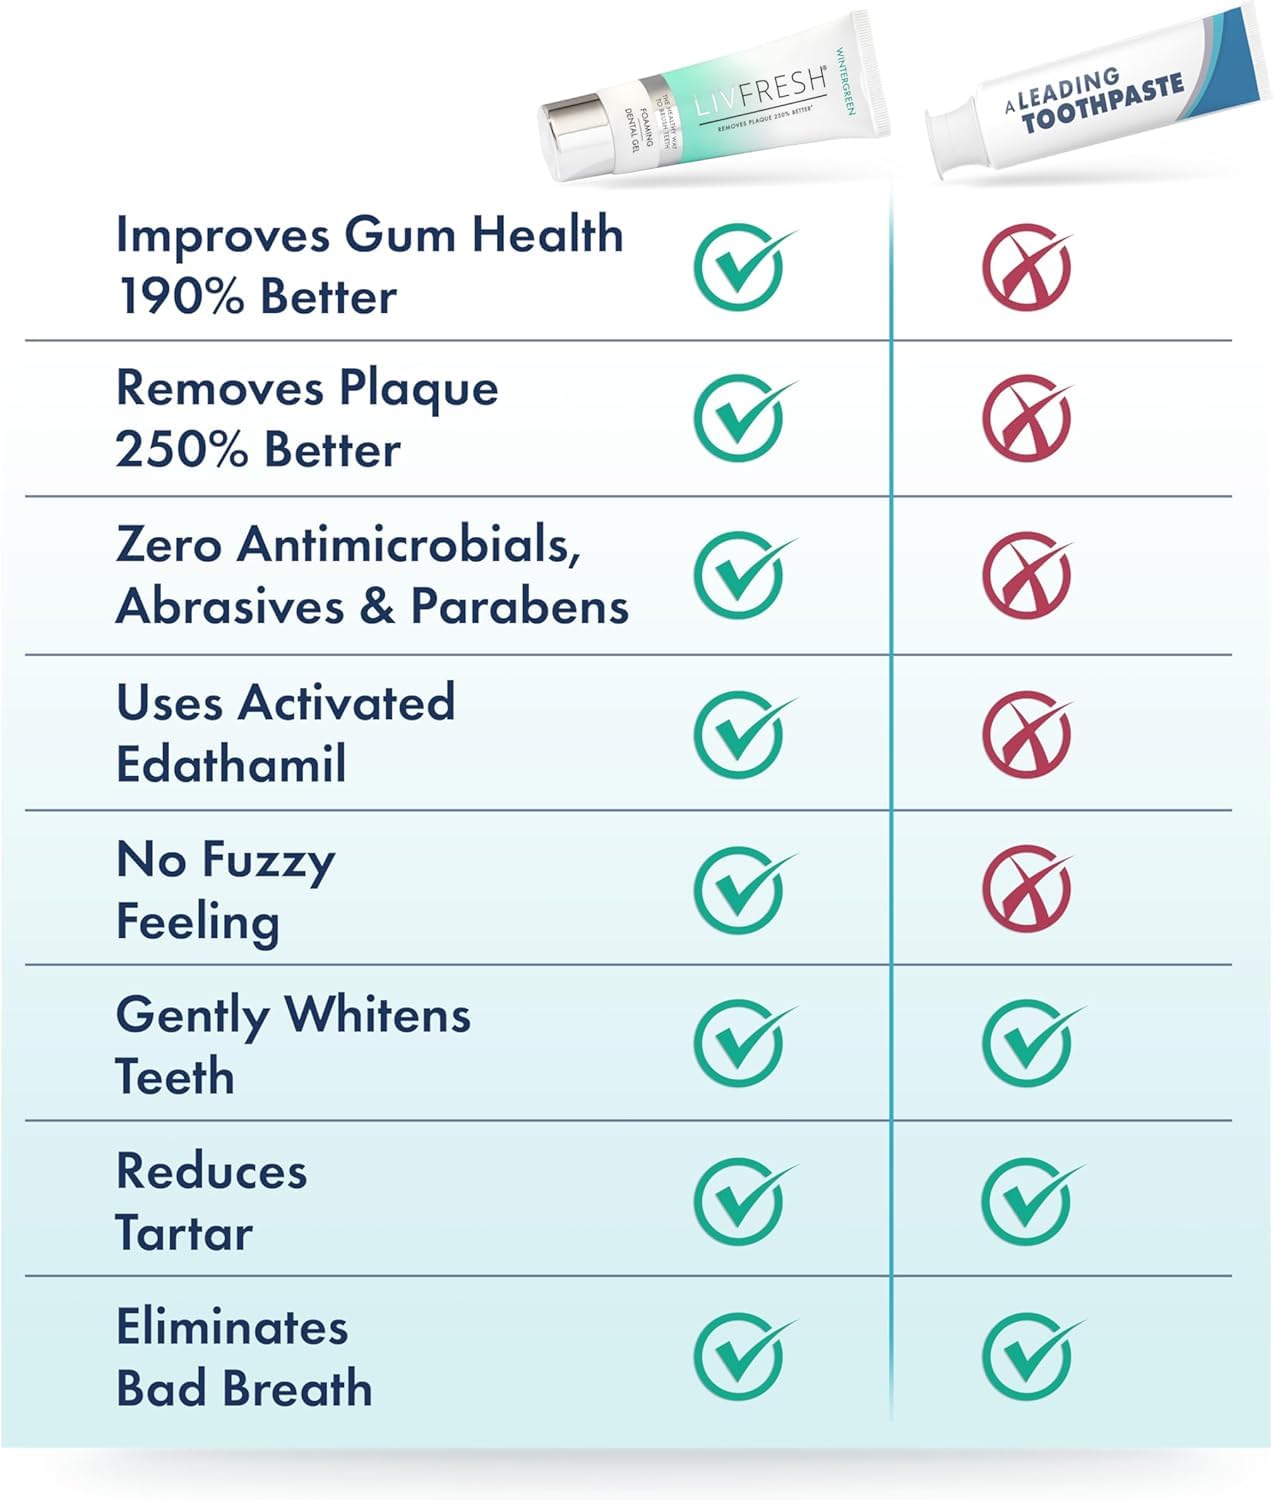 LIVFRESH®
REMOVES PLAQUE 250% BETTER*
WINTERGREEN
THE HEALTHY WAY
TO BRUSH TEETH
FOAMING
DENTAL GEL
A LEADING
TOOTHPASTE
Improves Gum Health
190% Better
Removes Plaque
250% Better
Zero Antimicrobials,
Abrasives & Parabens
Uses Activated
Edathamil
No Fuzzy
Feeling
Gently Whitens
Teeth
Reduces
Tartar
Eliminates
Bad Breath